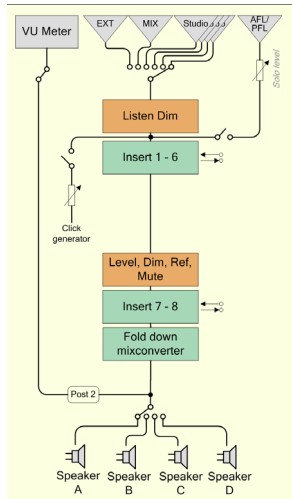 VU Meter
EXT
MIX
Studio
AFL/
PFL
Solo level
Listen Dim
Insert 1 - 6
Click
generator
Level, Dim, Ref,
Mute
Insert 7 - 8
Fold down
mixconverter
Post 2
Speaker
A
Speaker
B
Speaker
C
Speaker
D